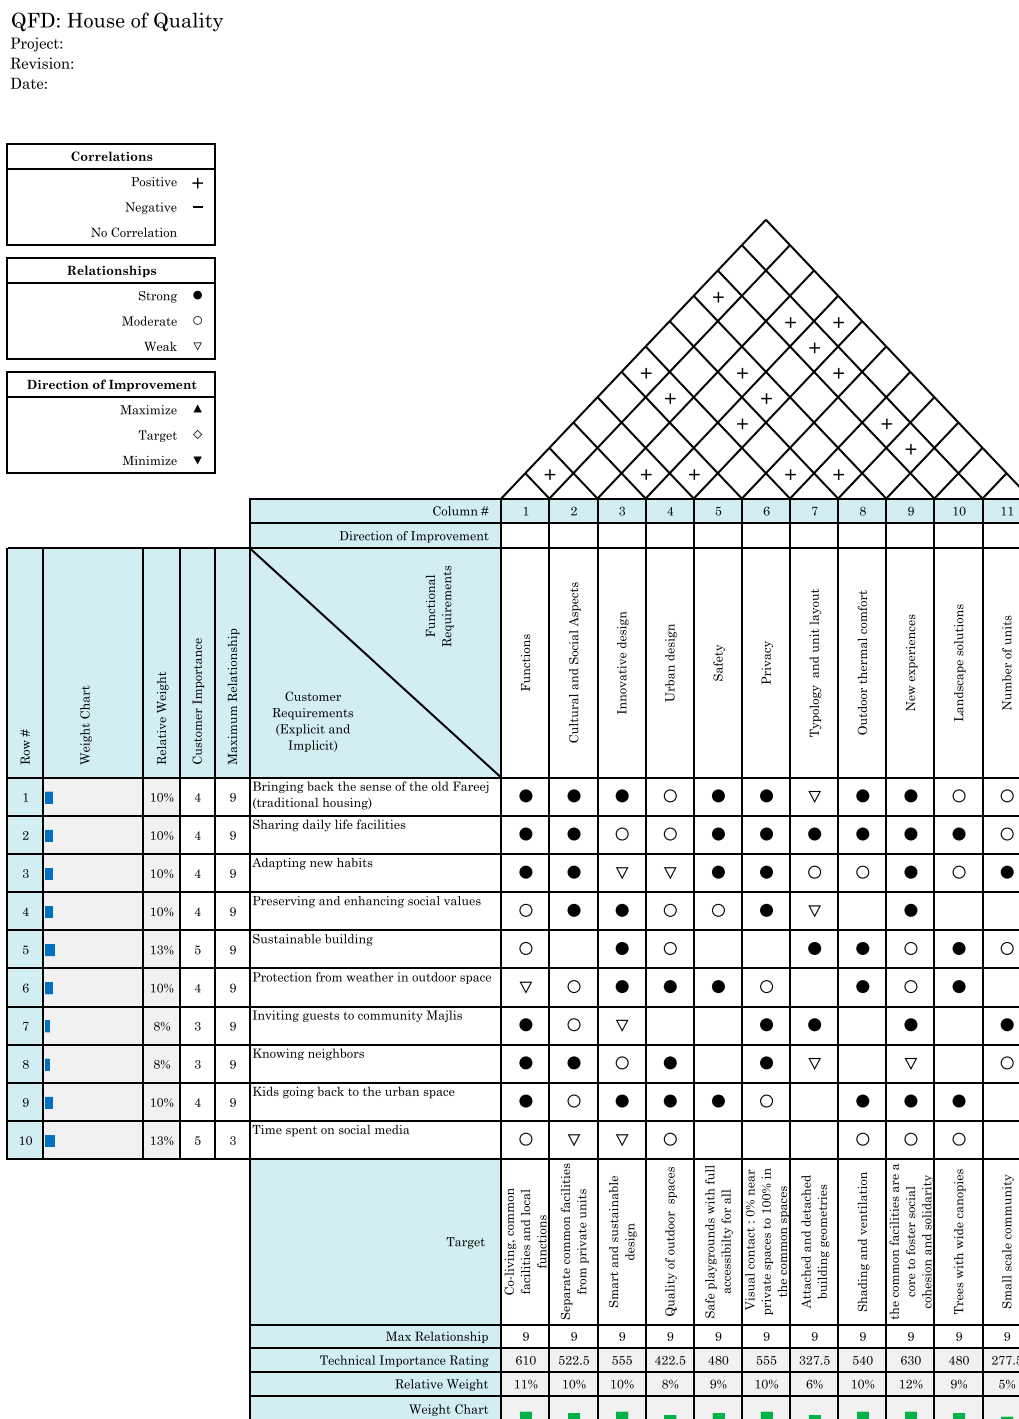 QFD: House of Quality
Project:
Revision:
Date:
Correlations
Positive +
Negative −
No Correlation
Relationships
Strong ●
Moderate ○
Weak ▽
Direction of Improvement
Maximize ▲
Target ◇
Minimize ▼
Column # 1 2 3 4 5 6 7 8 9 10 11
Direction of Improvement
Row #
Weight Chart
Relative Weight
Customer Importance
Maximum Relationship
Functional
Requirements
Customer
Requirements
(Explicit and
Implicit)
Functions
Cultural and Social Aspects
Innovative design
Urban design
Safety
Privacy
Typology and unit layout
Outdoor thermal comfort
New experiences
Landscape solutions
Number of units
1 10% 4 9 Bringing back the sense of the old Fareej
(traditional housing) ● ● ● ○ ● ● ▽ ● ● ○ ○
2 10% 4 9 Sharing daily life facilities ● ● ○ ○ ● ● ● ● ● ● ○
3 10% 4 9 Adapting new habits ● ● ▽ ▽ ● ● ○ ○ ● ○ ●
4 10% 4 9 Preserving and enhancing social values ○ ● ● ○ ○ ● ▽ ●
5 13% 5 9 Sustainable building ○ ● ○ ● ● ○ ● ○
6 10% 4 9 Protection from weather in outdoor space ▽ ○ ● ● ● ○ ● ○ ●
7 8% 3 9 Inviting guests to community Majlis ● ○ ▽ ● ● ● ●
8 8% 3 9 Knowing neighbors ● ● ○ ● ● ▽ ▽ ○
9 10% 4 9 Kids going back to the urban space ● ○ ● ● ● ○ ● ● ●
10 13% 5 3 Time spent on social media ○ ▽ ▽ ○ ○ ○ ○
Target
Co-living, common
facilities and local
functions
Separate common facilities
from private units
Smart and sustainable
design
Quality of outdoor spaces
Safe playgrounds with full
accessibilty for all
Visual contact : 0% near
private spaces to 100% in
the common spaces
Attached and detached
building geometries
Shading and ventilation
the common facilities are a
core to foster social
cohesion and solidarity
Trees with wide canopies
Small scale community
Max Relationship 9 9 9 9 9 9 9 9 9 9 9
Technical Importance Rating 610 522.5 555 422.5 480 555 327.5 540 630 480 277.5
Relative Weight 11% 10% 10% 8% 9% 10% 6% 10% 12% 9% 5%
Weight Chart